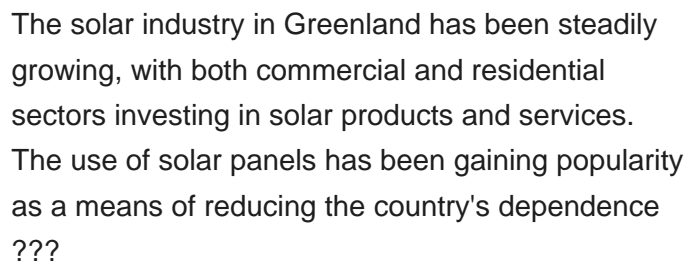 The solar industry in Greenland has been steadily
growing, with both commercial and residential
sectors investing in solar products and services.
The use of solar panels has been gaining popularity
as a means of reducing the country's dependence
???